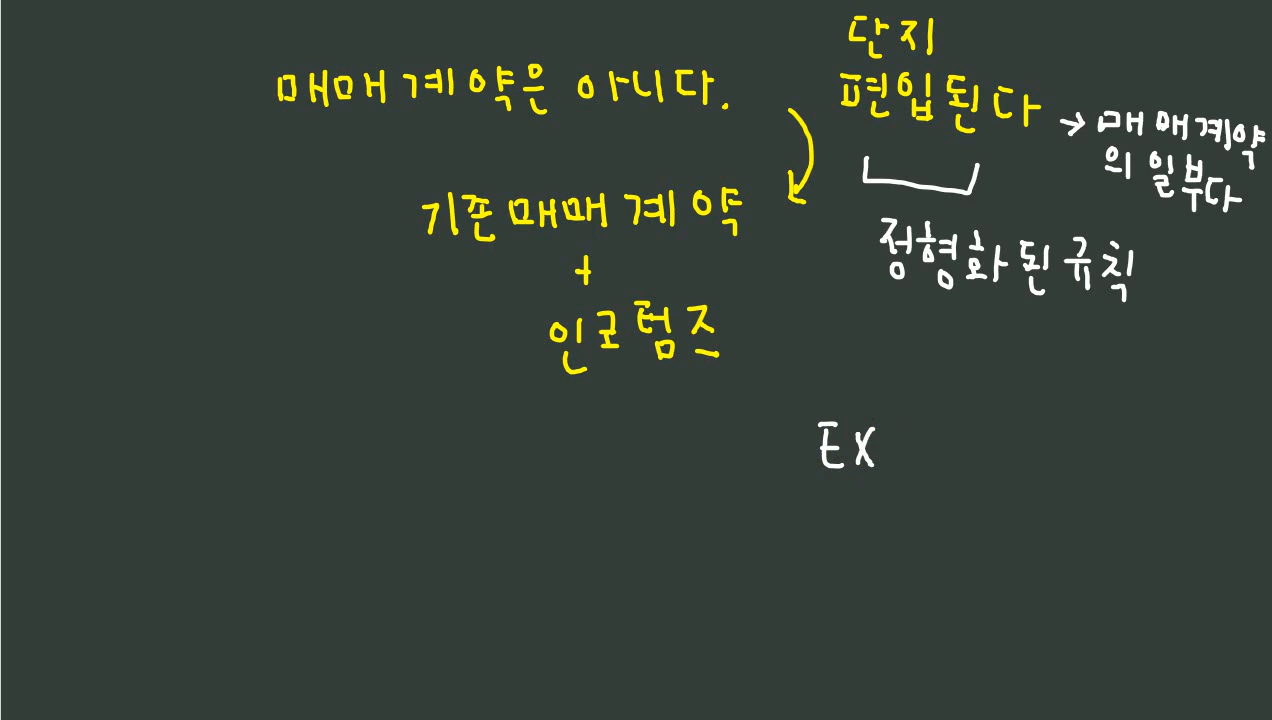 단지
매매계약은 아니다.
편입된다
→ 매매계약
의 일부다
기존매매계약
정형화된규칙
+
인코텀즈
EX